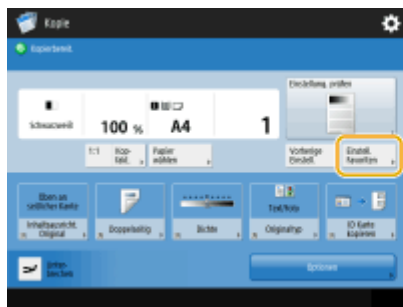 Kopie
Kopierbereit.
Einstellung. prüfen
Schwarzweiß
100 %
A4
1
1:1
Kop-
fakt.
Papier
wählen
Vorherige
Einstell.
Einstell.
Favoriten
Eben an
seitlicher Kante
Text/Foto
Inhaltsausricht.
Original
Doppelseitig
Dichte
Originaltyp
ID Karte
kopieren
Unter-
brechen
Optionen